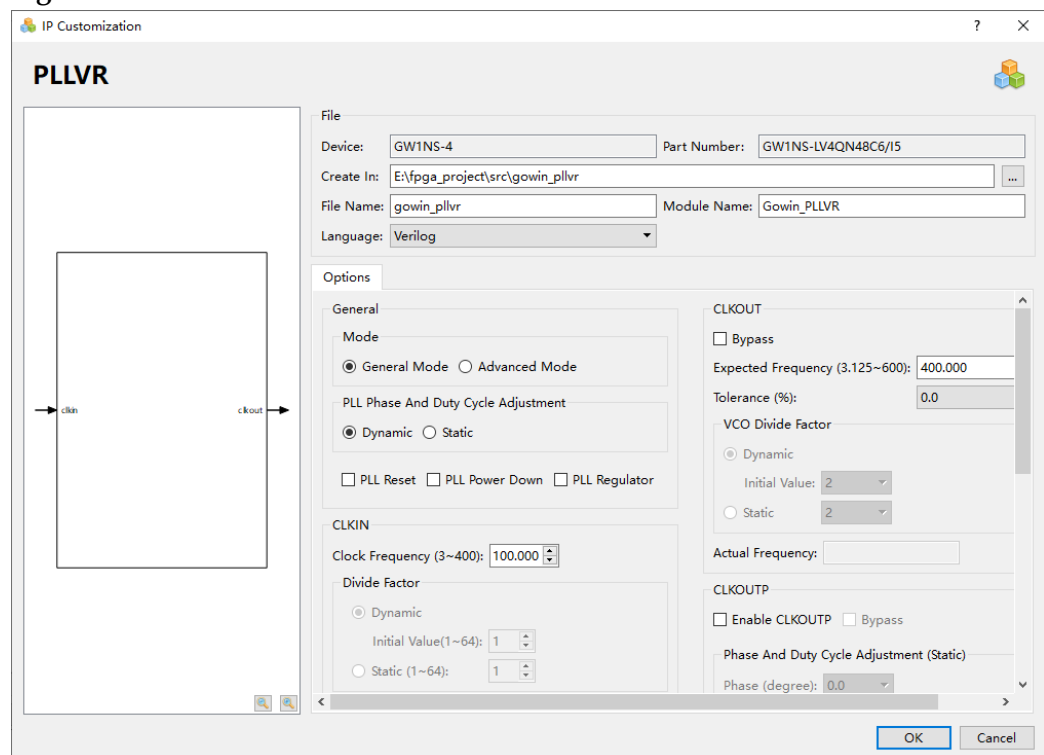 IP Customization
PLLVR
clkin
clkout
File
Device: GW1NS-4 Part Number: GW1NS-LV4QN48C6/I5
Create In: E:\fpga_project\src\gowin_pllvr ...
File Name: gowin_pllvr Module Name: Gowin_PLLVR
Language: Verilog
Options
General
Mode
General Mode Advanced Mode
PLL Phase And Duty Cycle Adjustment
Dynamic Static
PLL Reset PLL Power Down PLL Regulator
CLKIN
Clock Frequency (3~400): 100.000
Divide Factor
Dynamic
Initial Value(1~64): 1
Static (1~64): 1
CLKOUT
Bypass
Expected Frequency (3.125~600): 400.000
Tolerance (%): 0.0
VCO Divide Factor
Dynamic
Initial Value: 2
Static 2
Actual Frequency:
CLKOUTP
Enable CLKOUTP Bypass
Phase And Duty Cycle Adjustment (Static)
Phase (degree): 0.0
OK Cancel